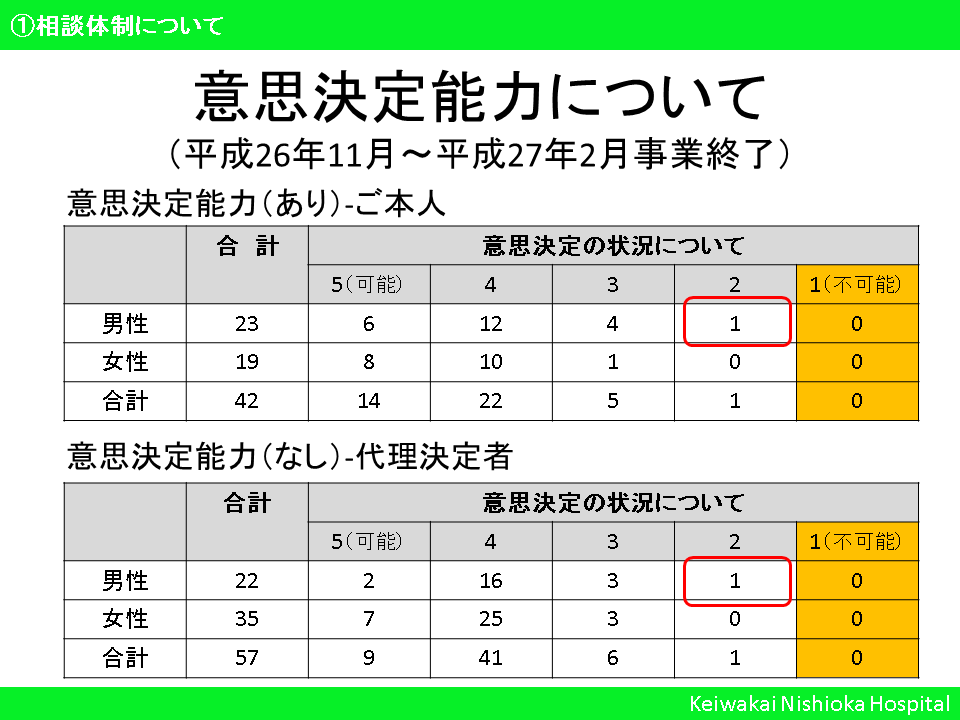 ①相談体制について
意思決定能力について
（平成26年11月～平成27年2月事業終了）
意思決定能力（あり）-ご本人
合　計 意思決定の状況について
5（可能） 4 3 2 1（不可能）
男性 23 6 12 4 1 0
女性 19 8 10 1 0 0
合計 42 14 22 5 1 0
意思決定能力（なし）-代理決定者
合計 意思決定の状況について
5（可能） 4 3 2 1（不可能）
男性 22 2 16 3 1 0
女性 35 7 25 3 0 0
合計 57 9 41 6 1 0
Keiwakai Nishioka Hospital